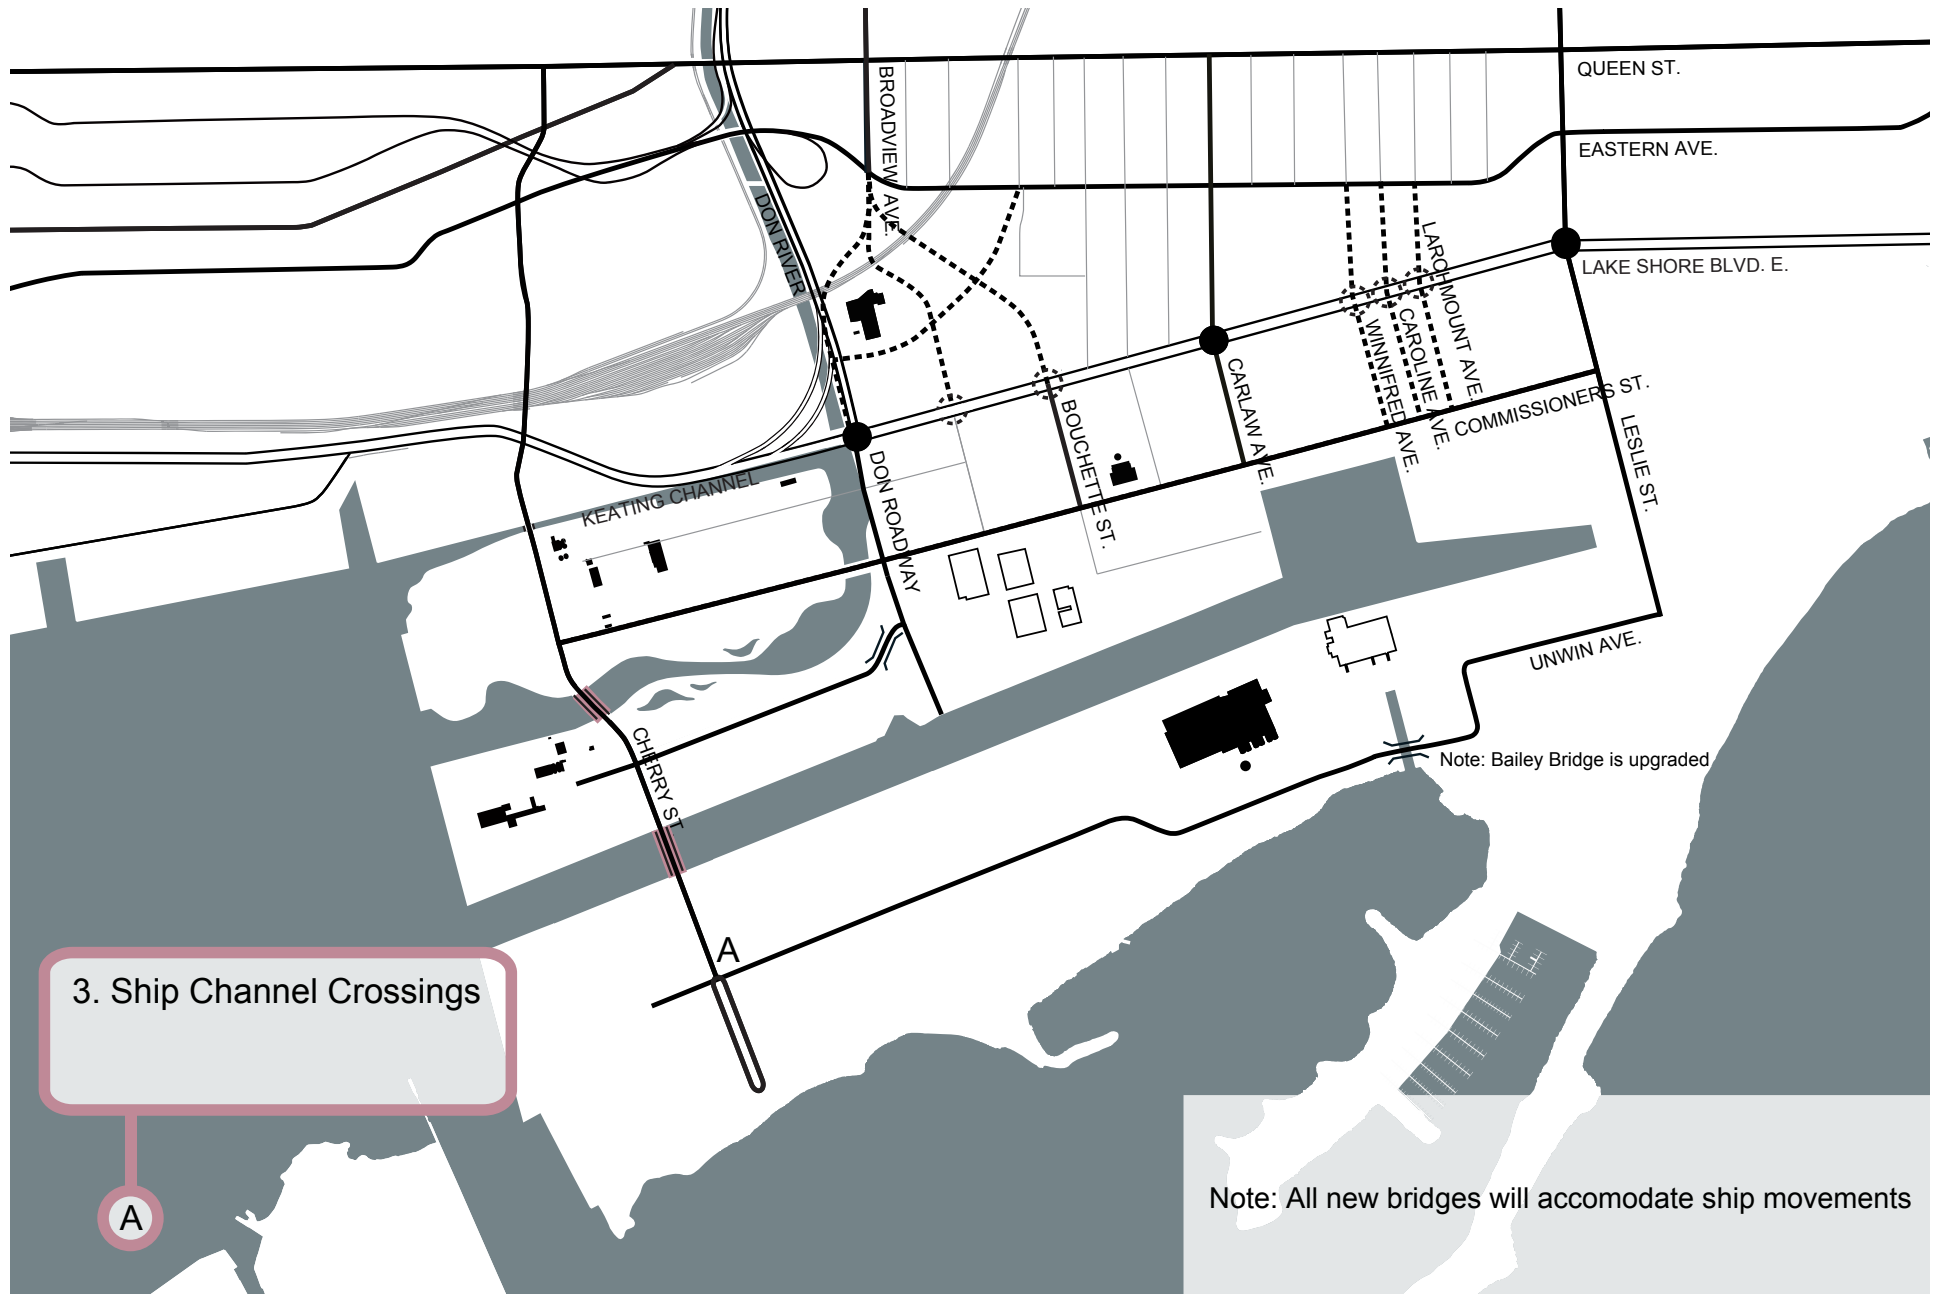 QUEEN ST.
BROADVIEW AVE.
EASTERN AVE.
DON RIVER
LARCHMOUNT AVE.
LAKE SHORE BLVD. E.
WINNIFRED AVE.
CAROLINE AVE.
CARLAW AVE.
COMMISSIONERS ST.
BOUCHETTE ST.
LESLIE ST.
DON ROADWAY
KEATING CHANNEL
UNWIN AVE.
CHERRY ST
Note: Bailey Bridge is upgraded
A
3. Ship Channel Crossings
A
Note: All new bridges will accomodate ship movements